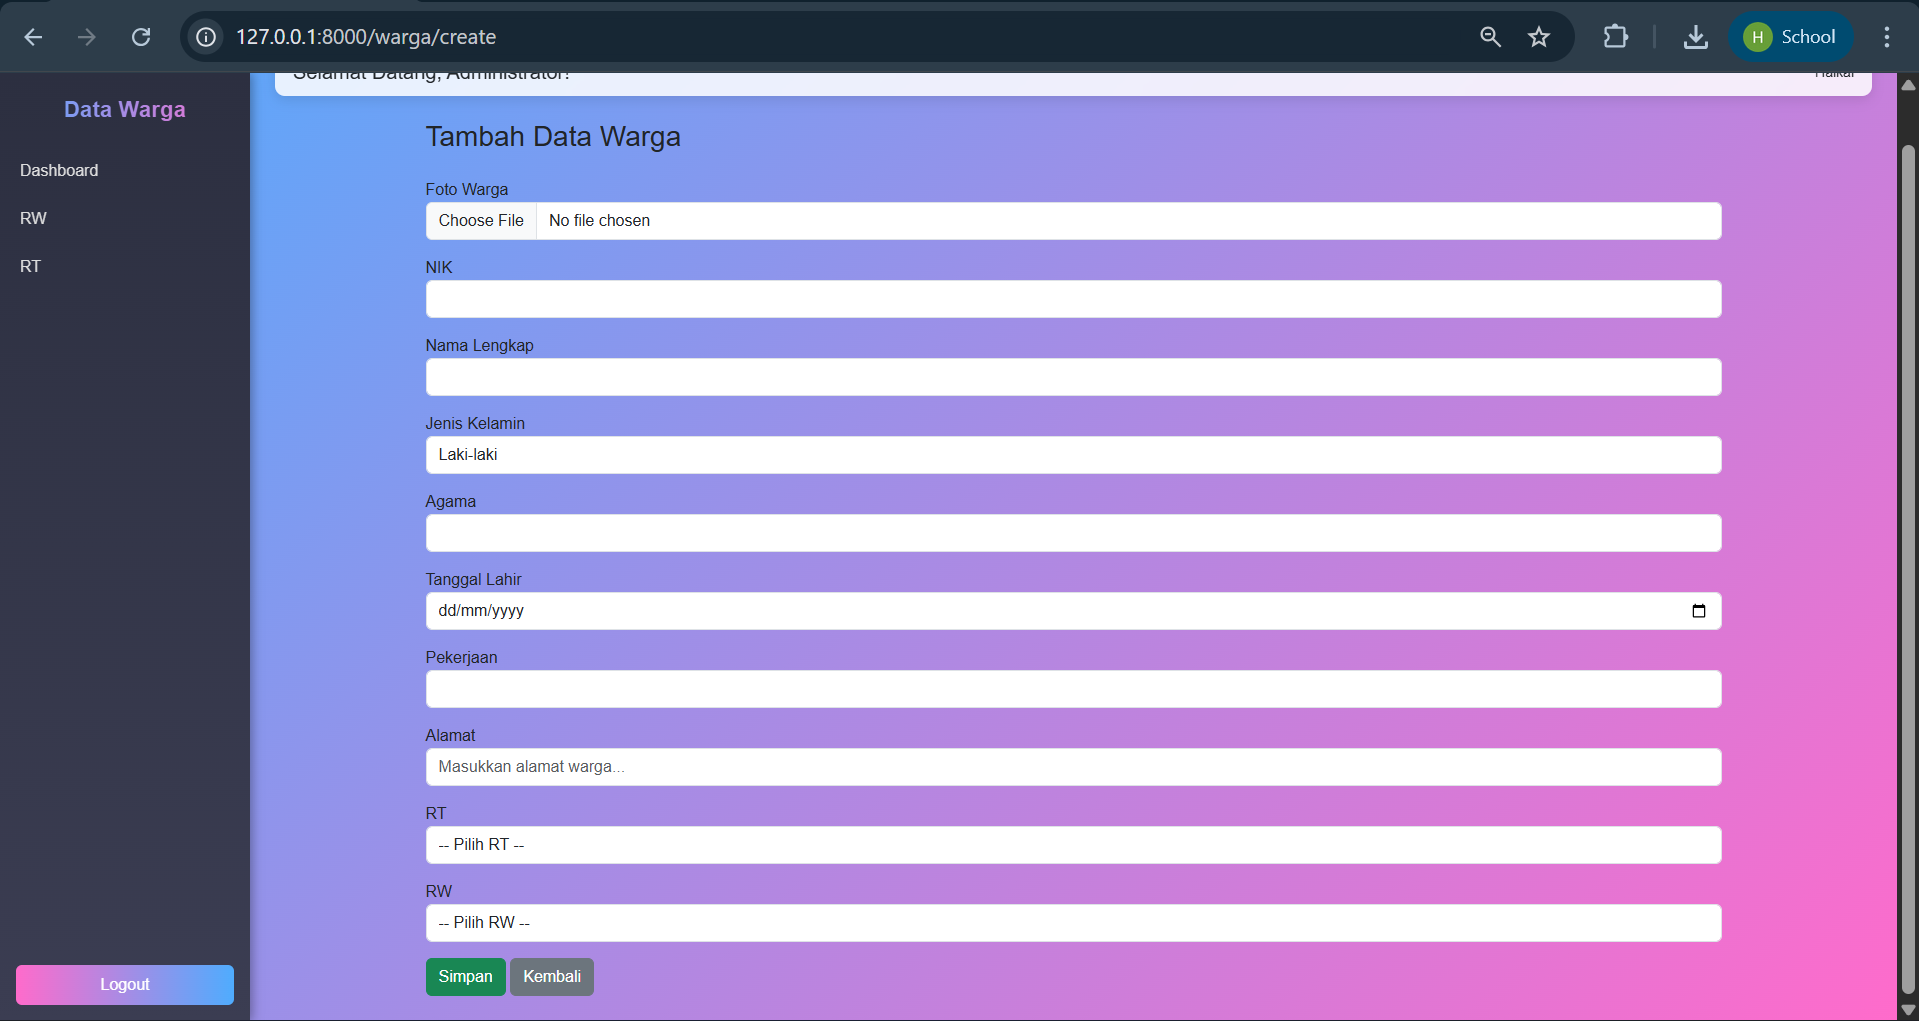 127.0.0.1:8000/warga/create
H School
Selamat Datang, Administrator!
Haikal
Data Warga
Dashboard
RW
RT
Logout
Tambah Data Warga
Foto Warga
Choose File No file chosen
NIK
Nama Lengkap
Jenis Kelamin
Laki-laki
Agama
Tanggal Lahir
dd/mm/yyyy
Pekerjaan
Alamat
Masukkan alamat warga...
RT
-- Pilih RT --
RW
-- Pilih RW --
Simpan Kembali